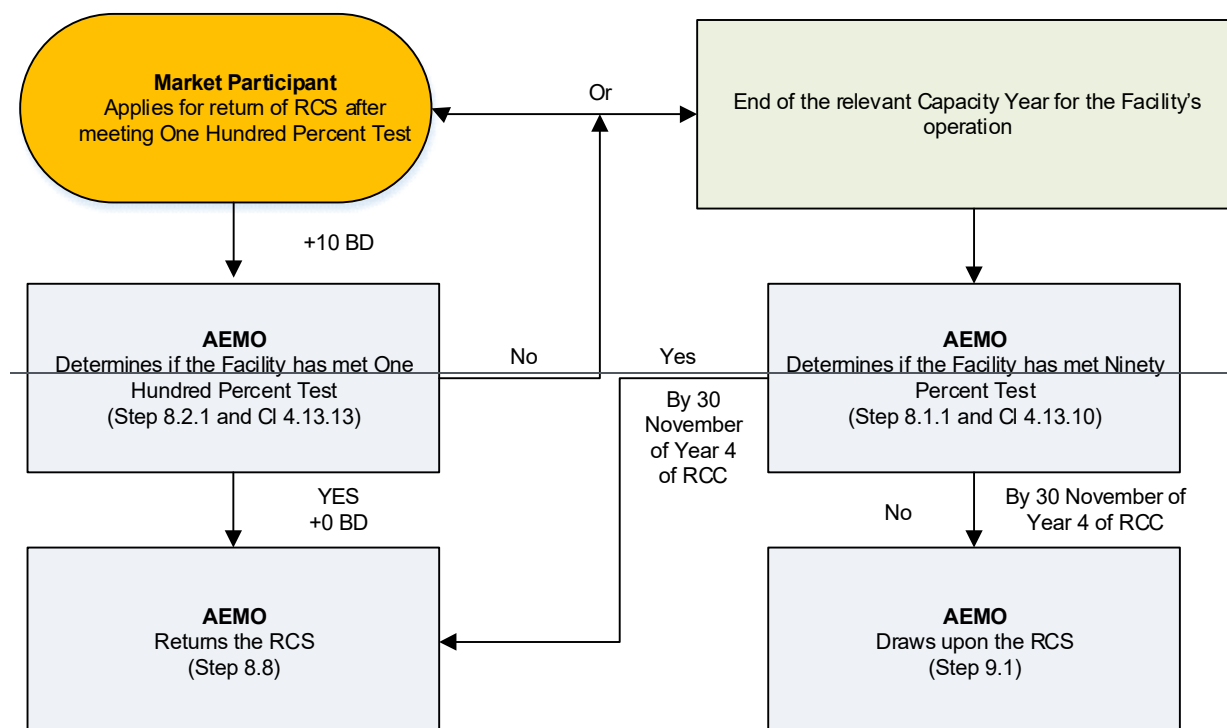 Market Participant
Applies for return of RCS after
meeting One Hundred Percent Test
Or
End of the relevant Capacity Year for the Facility's
operation
+10 BD
AEMO
Determines if the Facility has met One
Hundred Percent Test
(Step 8.2.1 and Cl 4.13.13)
No
Yes
By 30
November
of Year 4
of RCC
AEMO
Determines if the Facility has met Ninety
Percent Test
(Step 8.1.1 and Cl 4.13.10)
YES
+0 BD
No
By 30 November of
Year 4 of RCC
AEMO
Returns the RCS
(Step 8.8)
AEMO
Draws upon the RCS
(Step 9.1)